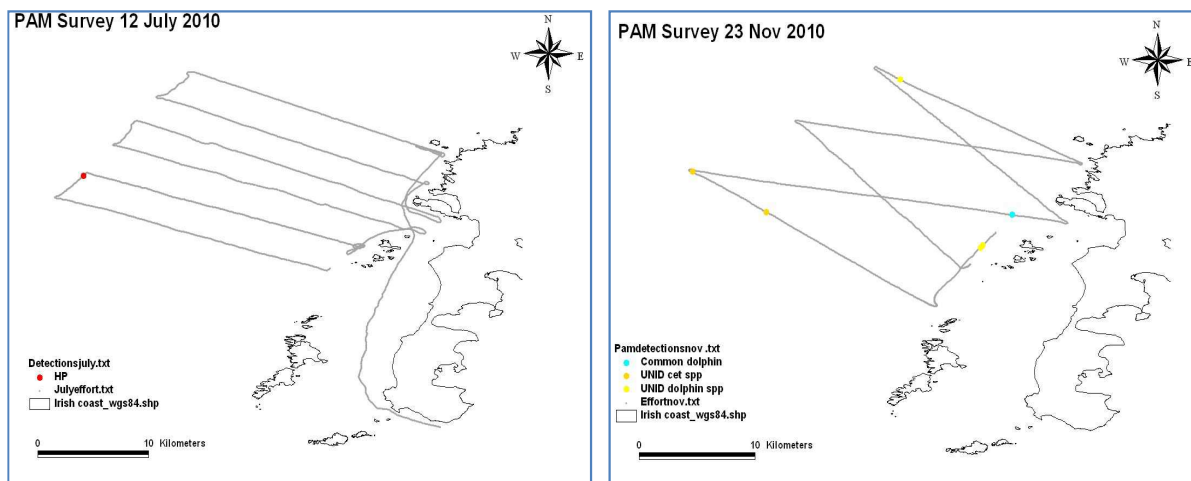 PAM Survey 12 July 2010
N
W E
S
Detectionsjuly.txt
HP
Julyeffort.txt
Irish coast_wgs84.shp
0 10 Kilometers
PAM Survey 23 Nov 2010
N
W E
S
Pamdetectionsnov .txt
Common dolphin
UNID cet spp
UNID dolphin spp
Effortnov.txt
Irish coast_wgs84.shp
0 10 Kilometers